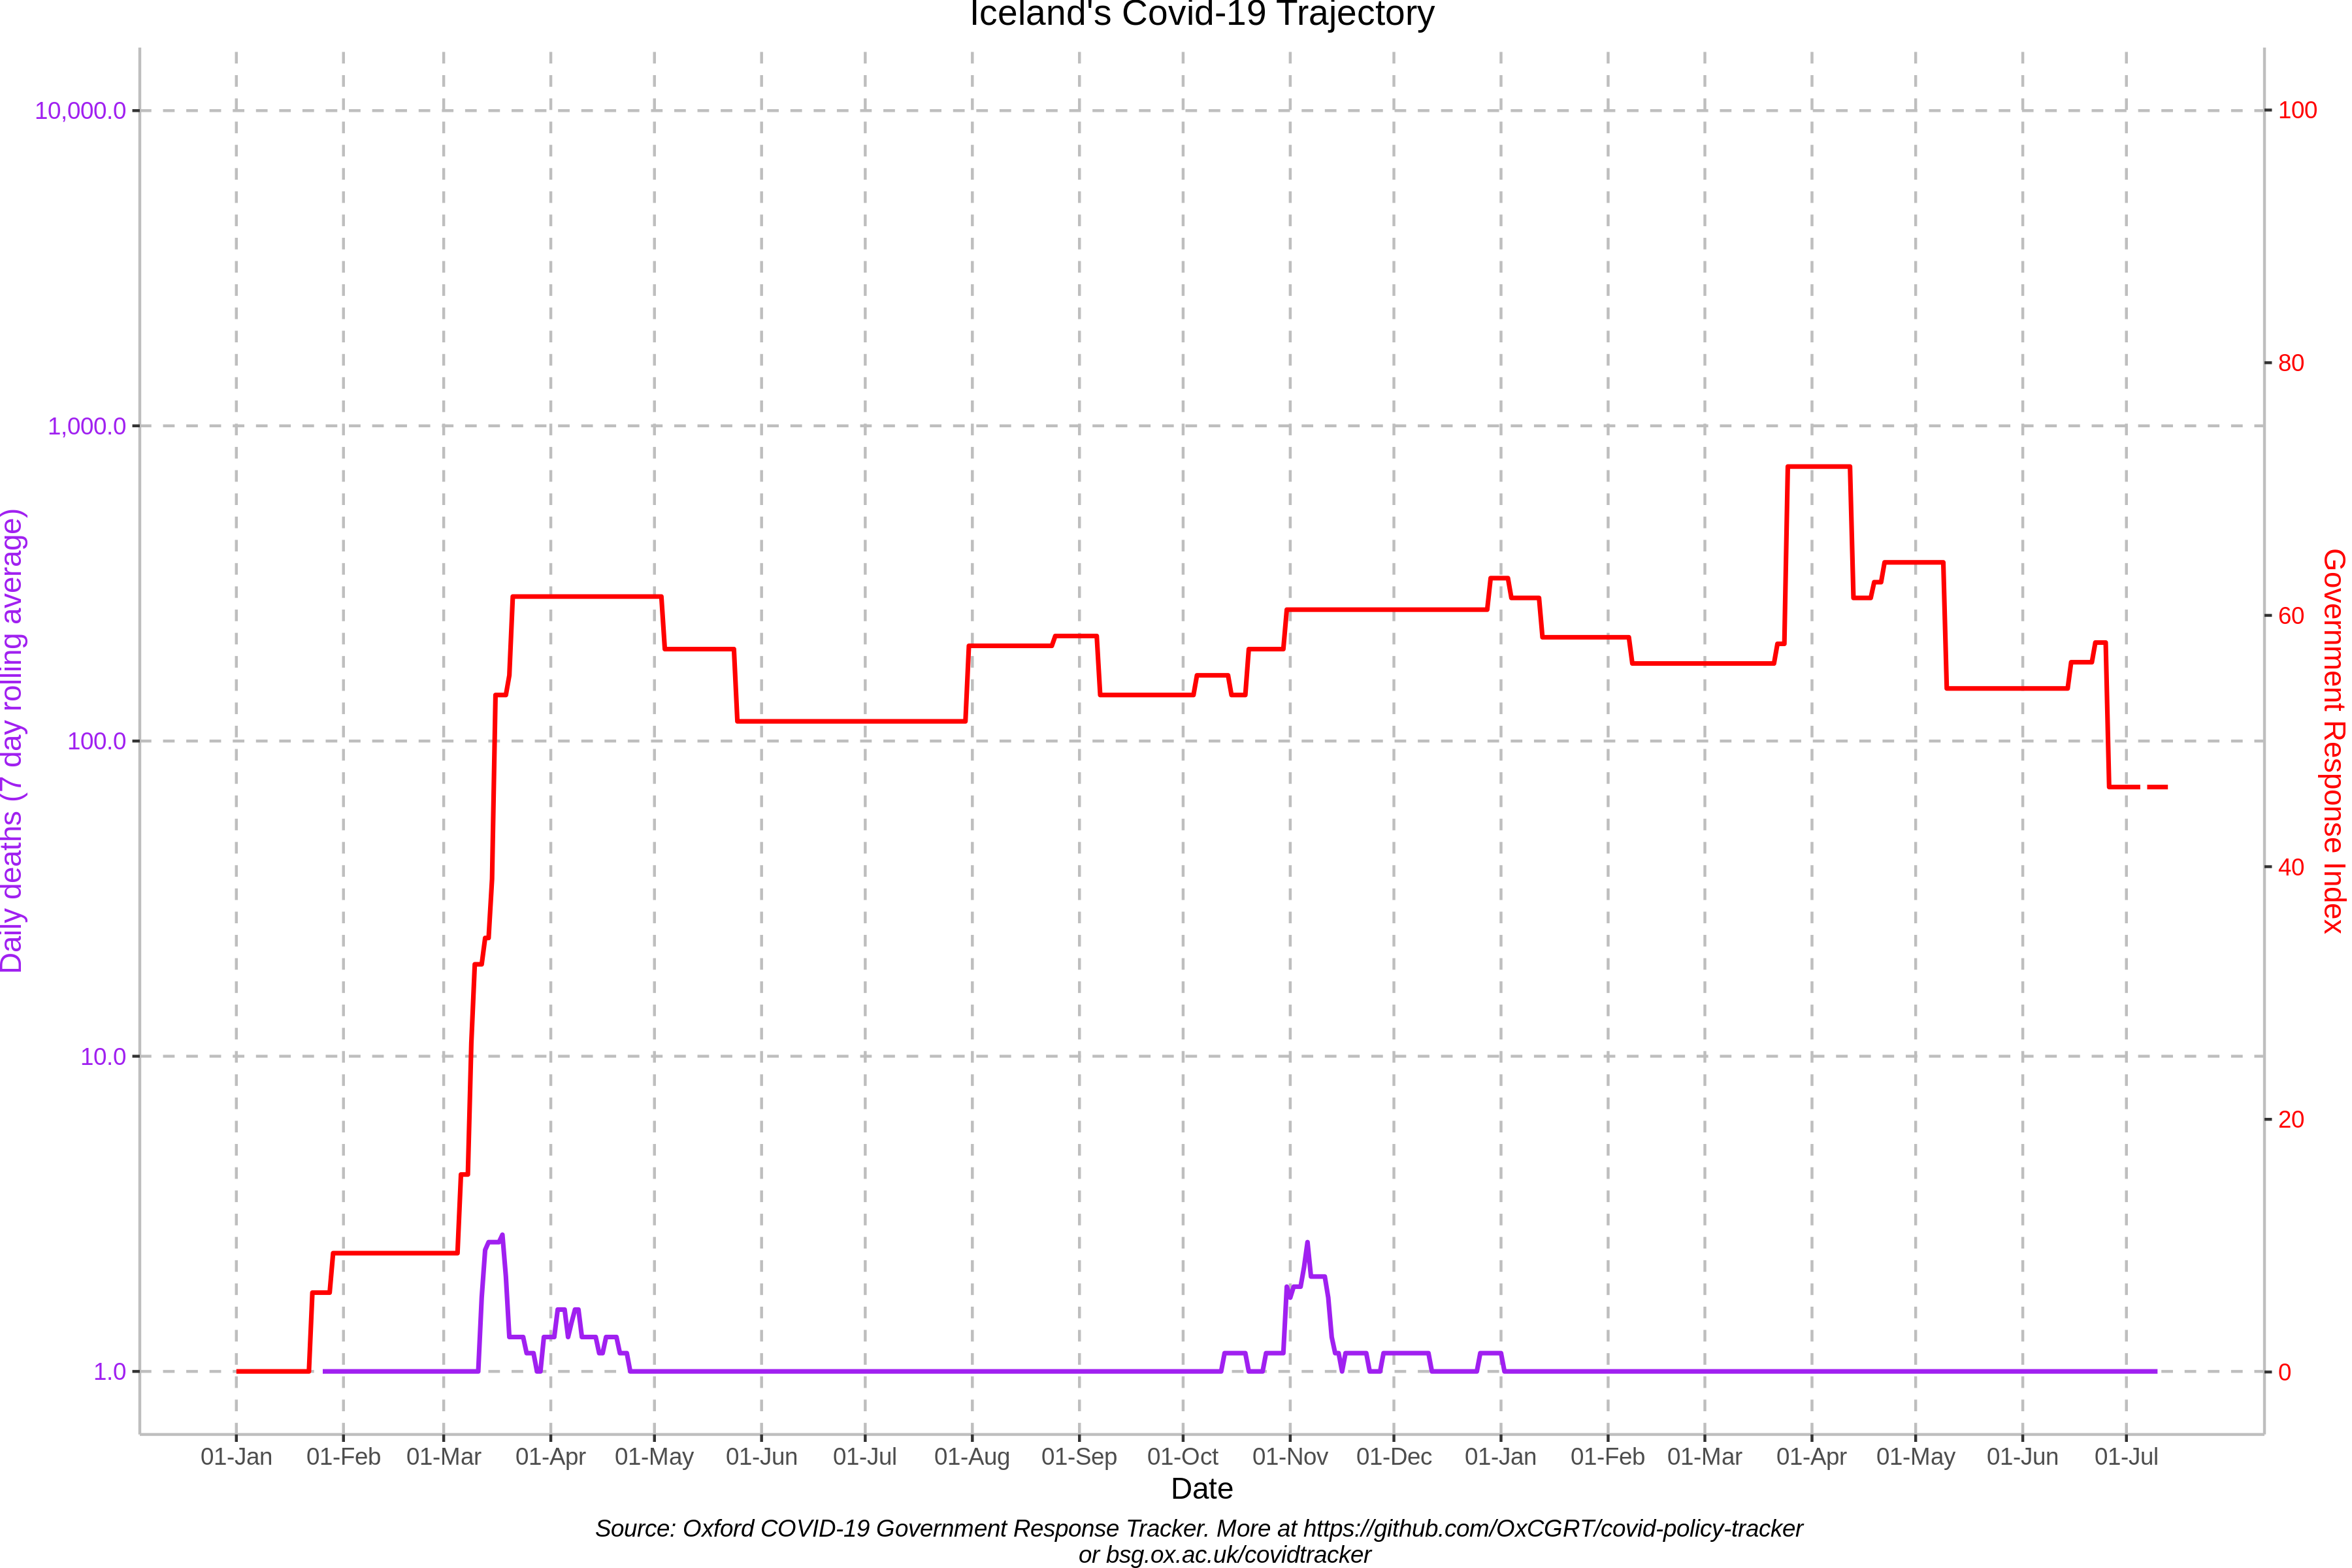 Iceland's Covid-19 Trajectory
10,000.0
1,000.0
100.0
10.0
1.0
Daily deaths (7 day rolling average)
100
80
60
40
20
0
Government Response Index
01-Jan 01-Feb 01-Mar 01-Apr 01-May 01-Jun 01-Jul 01-Aug 01-Sep 01-Oct 01-Nov 01-Dec 01-Jan 01-Feb 01-Mar 01-Apr 01-May 01-Jun 01-Jul
Date
Source: Oxford COVID-19 Government Response Tracker. More at https://github.com/OxCGRT/covid-policy-tracker
or bsg.ox.ac.uk/covidtracker